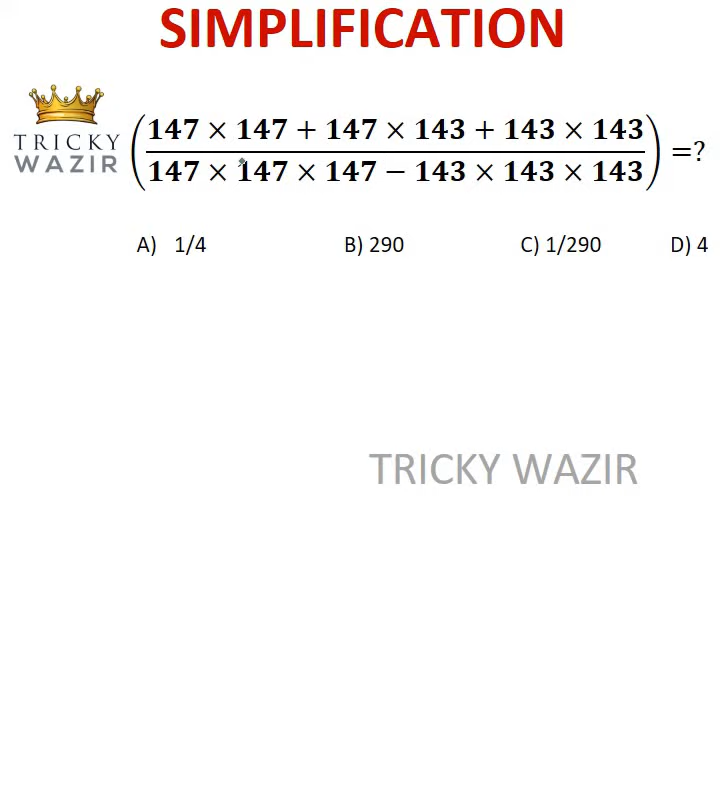 SIMPLIFICATION
TRICKY
WAZIR
(147 × 147 + 147 × 143 + 143 × 143 / 147 × 147 × 147 − 143 × 143 × 143) =?
A) 1/4 B) 290 C) 1/290 D) 4
TRICKY WAZIR